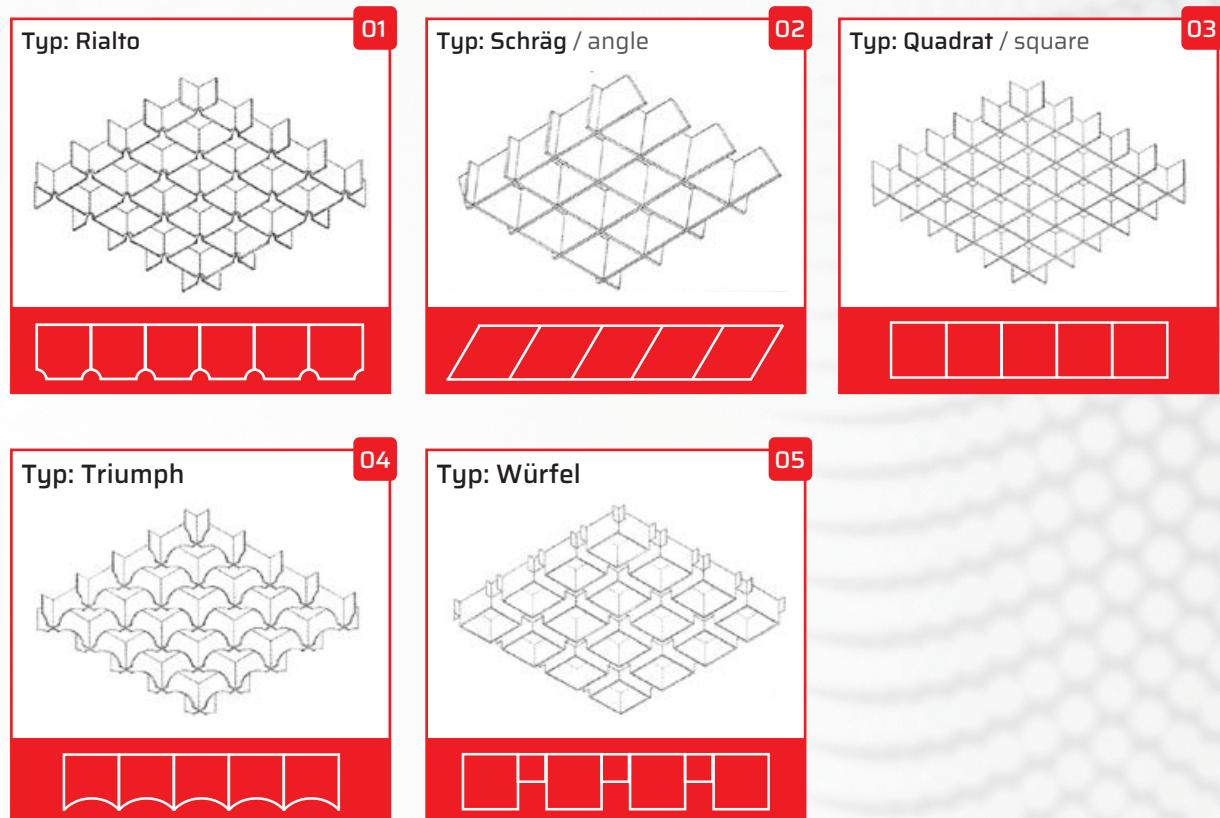 Typ: Rialto
01
Typ: Schräg / angle
02
Typ: Quadrat / square
03
Typ: Triumph
04
Typ: Würfel
05